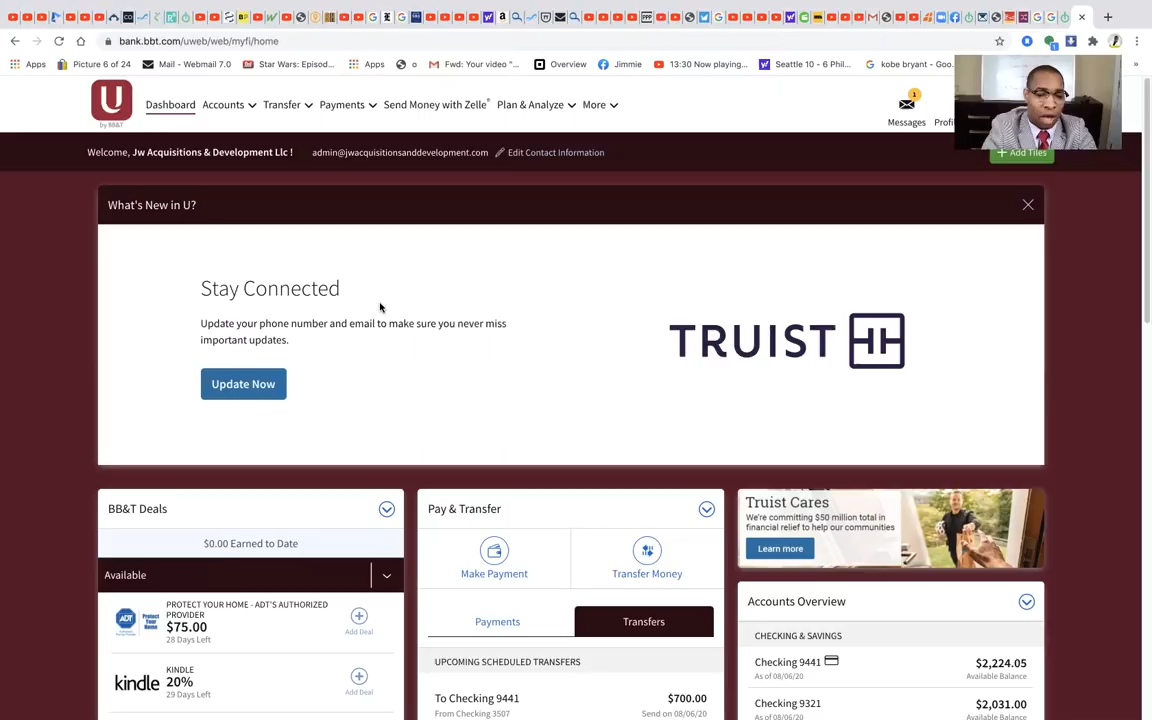 bank.bbt.com/uweb/web/myfi/home
Apps
Picture 6 of 24
Mail - Webmail 7.0
Star Wars: Episod...
Apps
o
Fwd: Your video "...
Overview
Jimmie
13:30 Now playing...
Seattle 10 - 6 Phil...
kobe bryant - Goo...
»
U
by BB&T
Dashboard
Accounts
Transfer
Payments
Send Money with Zelle®
Plan & Analyze
More
1
Messages
Profi
Welcome, Jw Acquisitions & Development Llc !
admin@jwacquisitionsanddevelopment.com
Edit Contact Information
+ Add Tiles
What's New in U?
Stay Connected
Update your phone number and email to make sure you never miss
important updates.
Update Now
TRUIST
BB&T Deals
$0.00 Earned to Date
Available
ADT
Protect Your Home
PROTECT YOUR HOME - ADT'S AUTHORIZED
PROVIDER
$75.00
28 Days Left
Add Deal
kindle
KINDLE
20%
29 Days Left
Add Deal
Pay & Transfer
Make Payment
Transfer Money
Payments
Transfers
UPCOMING SCHEDULED TRANSFERS
To Checking 9441
$700.00
From Checking 3507
Send on 08/06/20
Truist Cares
We're committing $50 million total in
financial relief to help our communities
Learn more
Accounts Overview
CHECKING & SAVINGS
Checking 9441
$2,224.05
As of 08/06/20
Available Balance
Checking 9321
$2,031.00
As of 08/06/20
Available Balance